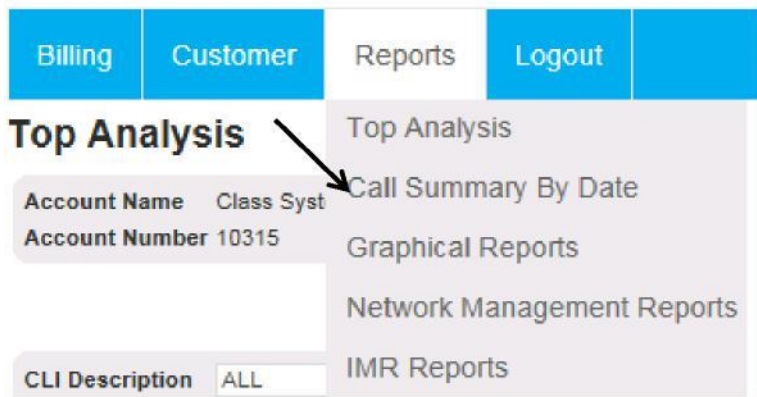 Billing Customer Reports Logout
Top Analysis
Account Name Class Syst
Account Number 10315
CLI Description ALL
Top Analysis
Call Summary By Date
Graphical Reports
Network Management Reports
IMR Reports